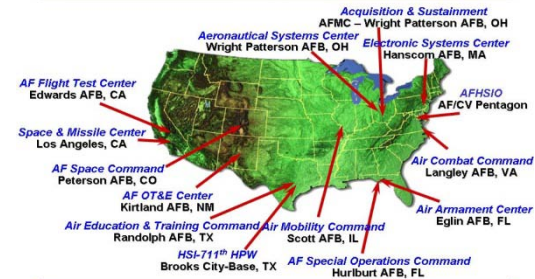 Acquisition & Sustainment
AFMC – Wright Patterson AFB, OH
Aeronautical Systems Center
Wright Patterson AFB, OH
Electronic Systems Center
Hanscom AFB, MA
AF Flight Test Center
Edwards AFB, CA
AFHSIO
AF/CV Pentagon
Space & Missile Center
Los Angeles, CA
Air Combat Command
Langley AFB, VA
AF Space Command
Peterson AFB, CO
AF OT&E Center
Kirtland AFB, NM
Air Armament Center
Eglin AFB, FL
Air Education & Training Command
Randolph AFB, TX
Air Mobility Command
Scott AFB, IL
HSI-711th HPW
Brooks City-Base, TX
AF Special Operations Command
Hurlburt AFB, FL